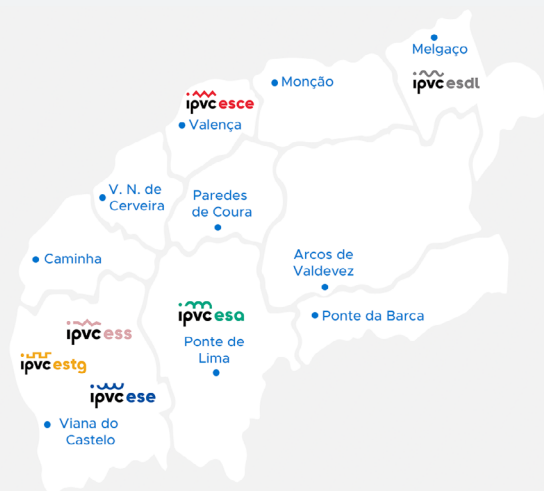 Melgaço
ipvc esdl
Monção
ipvc esce
Valença
V. N. de
Cerveira
Paredes
de Coura
Caminha
Arcos de
Valdevez
ipvc esa
Ponte da Barca
ipvc ess
Ponte de
Lima
ipvc estg
ipvc ese
Viana do
Castelo